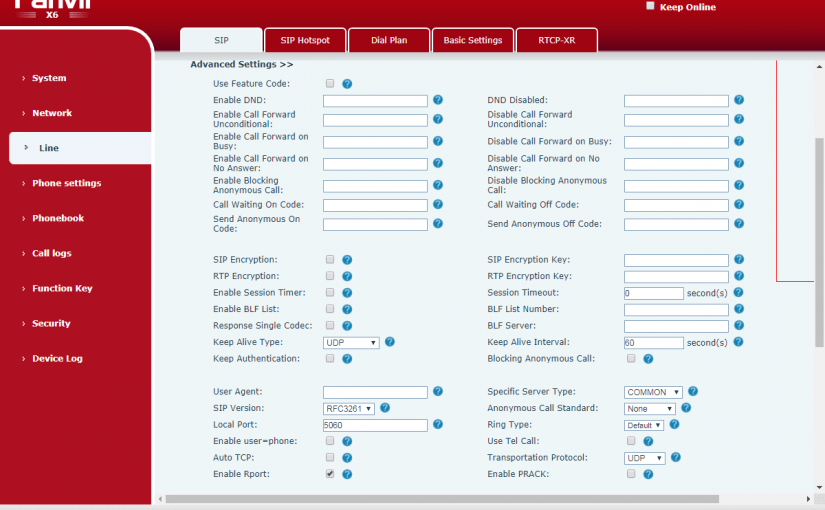 Fanvil
X6
Keep Online
SIP
SIP Hotspot
Dial Plan
Basic Settings
RTCP-XR
› System
› Network
› Line
› Phone settings
› Phonebook
› Call logs
› Function Key
› Security
› Device Log
Advanced Settings >>
Use Feature Code: ?
Enable DND: ? DND Disabled: ?
Enable Call Forward
Unconditional: ? Disable Call Forward
Unconditional: ?
Enable Call Forward on
Busy: ? Disable Call Forward on Busy: ?
Enable Call Forward on
No Answer: ? Disable Call Forward on No
Answer: ?
Enable Blocking
Anonymous Call: ? Disable Blocking Anonymous
Call: ?
Call Waiting On Code: ? Call Waiting Off Code: ?
Send Anonymous On
Code: ? Send Anonymous Off Code: ?
SIP Encryption: ? SIP Encryption Key: ?
RTP Encryption: ? RTP Encryption Key: ?
Enable Session Timer: ? Session Timeout: 0 second(s) ?
Enable BLF List: ? BLF List Number: ?
Response Single Codec: ? BLF Server: ?
Keep Alive Type: UDP ? Keep Alive Interval: 60 second(s) ?
Keep Authentication: ? Blocking Anonymous Call: ?
User Agent: ? Specific Server Type: COMMON ?
SIP Version: RFC3261 ? Anonymous Call Standard: None ?
Local Port: 5060 ? Ring Type: Default ?
Enable user=phone: ? Use Tel Call: ?
Auto TCP: ? Transportation Protocol: UDP ?
Enable Rport: ? Enable PRACK: ?